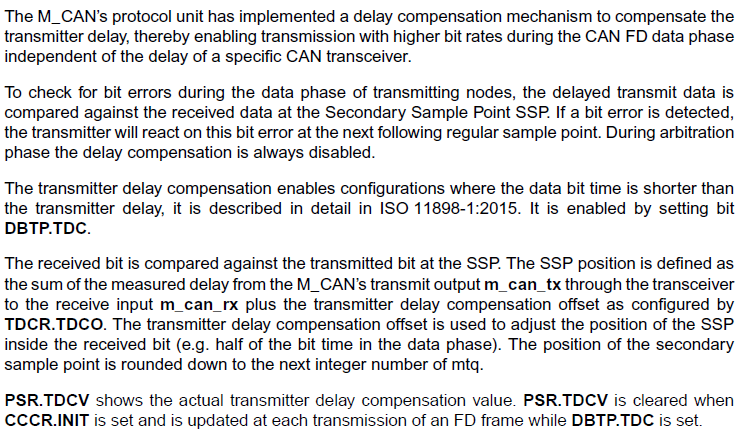 The M_CAN’s protocol unit has implemented a delay compensation mechanism to compensate the
transmitter delay, thereby enabling transmission with higher bit rates during the CAN FD data phase
independent of the delay of a specific CAN transceiver.
To check for bit errors during the data phase of transmitting nodes, the delayed transmit data is
compared against the received data at the Secondary Sample Point SSP. If a bit error is detected,
the transmitter will react on this bit error at the next following regular sample point. During arbitration
phase the delay compensation is always disabled.
The transmitter delay compensation enables configurations where the data bit time is shorter than
the transmitter delay, it is described in detail in ISO 11898-1:2015. It is enabled by setting bit
DBTP.TDC.
The received bit is compared against the transmitted bit at the SSP. The SSP position is defined as
the sum of the measured delay from the M_CAN’s transmit output m_can_tx through the transceiver
to the receive input m_can_rx plus the transmitter delay compensation offset as configured by
TDCR.TDCO. The transmitter delay compensation offset is used to adjust the position of the SSP
inside the received bit (e.g. half of the bit time in the data phase). The position of the secondary
sample point is rounded down to the next integer number of mtq.
PSR.TDCV shows the actual transmitter delay compensation value. PSR.TDCV is cleared when
CCCR.INIT is set and is updated at each transmission of an FD frame while DBTP.TDC is set.